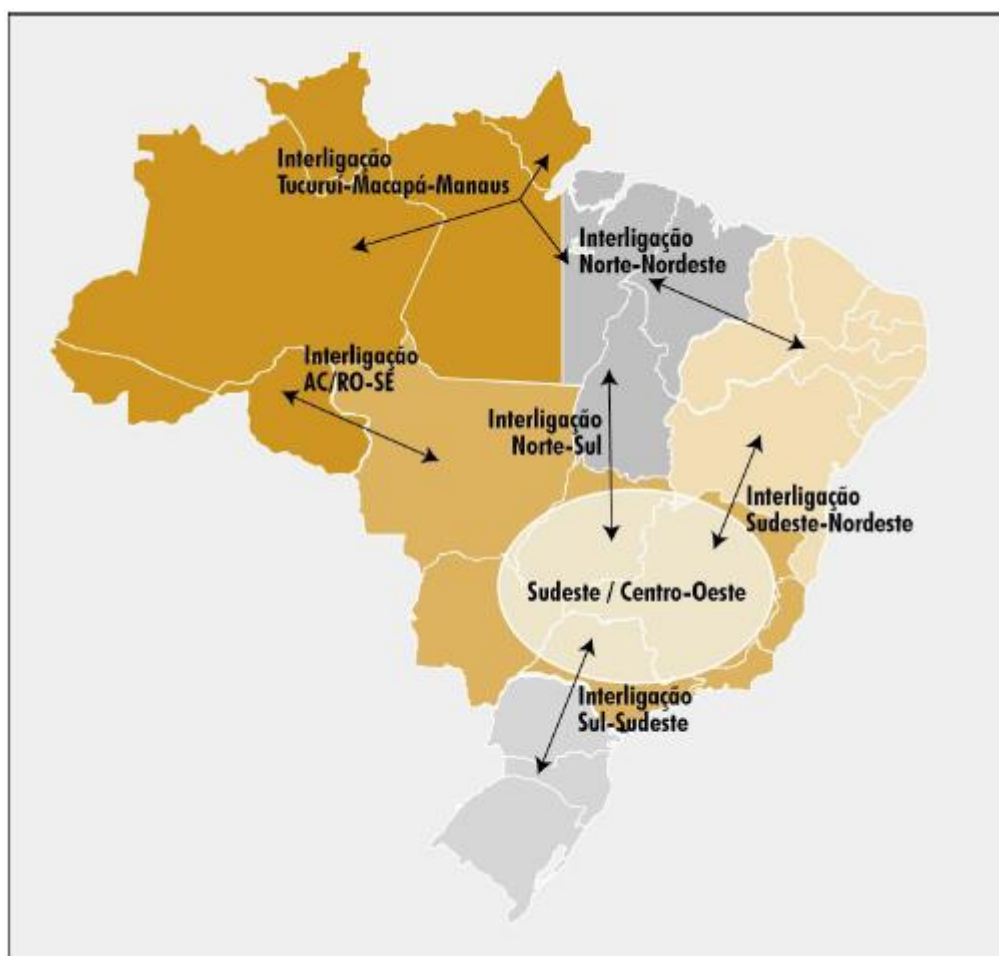 Interligação
Tucuruí-Macapá-Manaus
Interligação
Norte-Nordeste
Interligação
AC/RO-SE
Interligação
Norte-Sul
Interligação
Sudeste-Nordeste
Sudeste / Centro-Oeste
Interligação
Sul-Sudeste